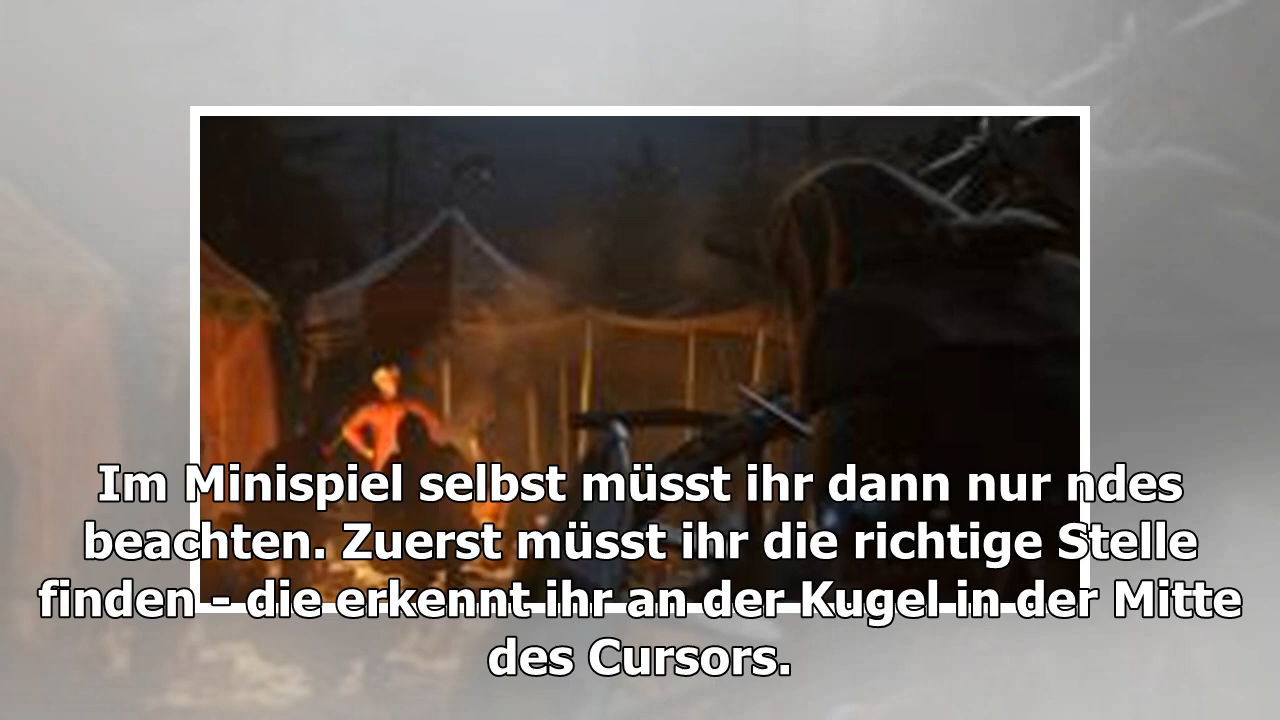 Im Minispiel selbst müsst ihr dann nur ndes
beachten. Zuerst müsst ihr die richtige Stelle
finden - die erkennt ihr an der Kugel in der Mitte
des Cursors.